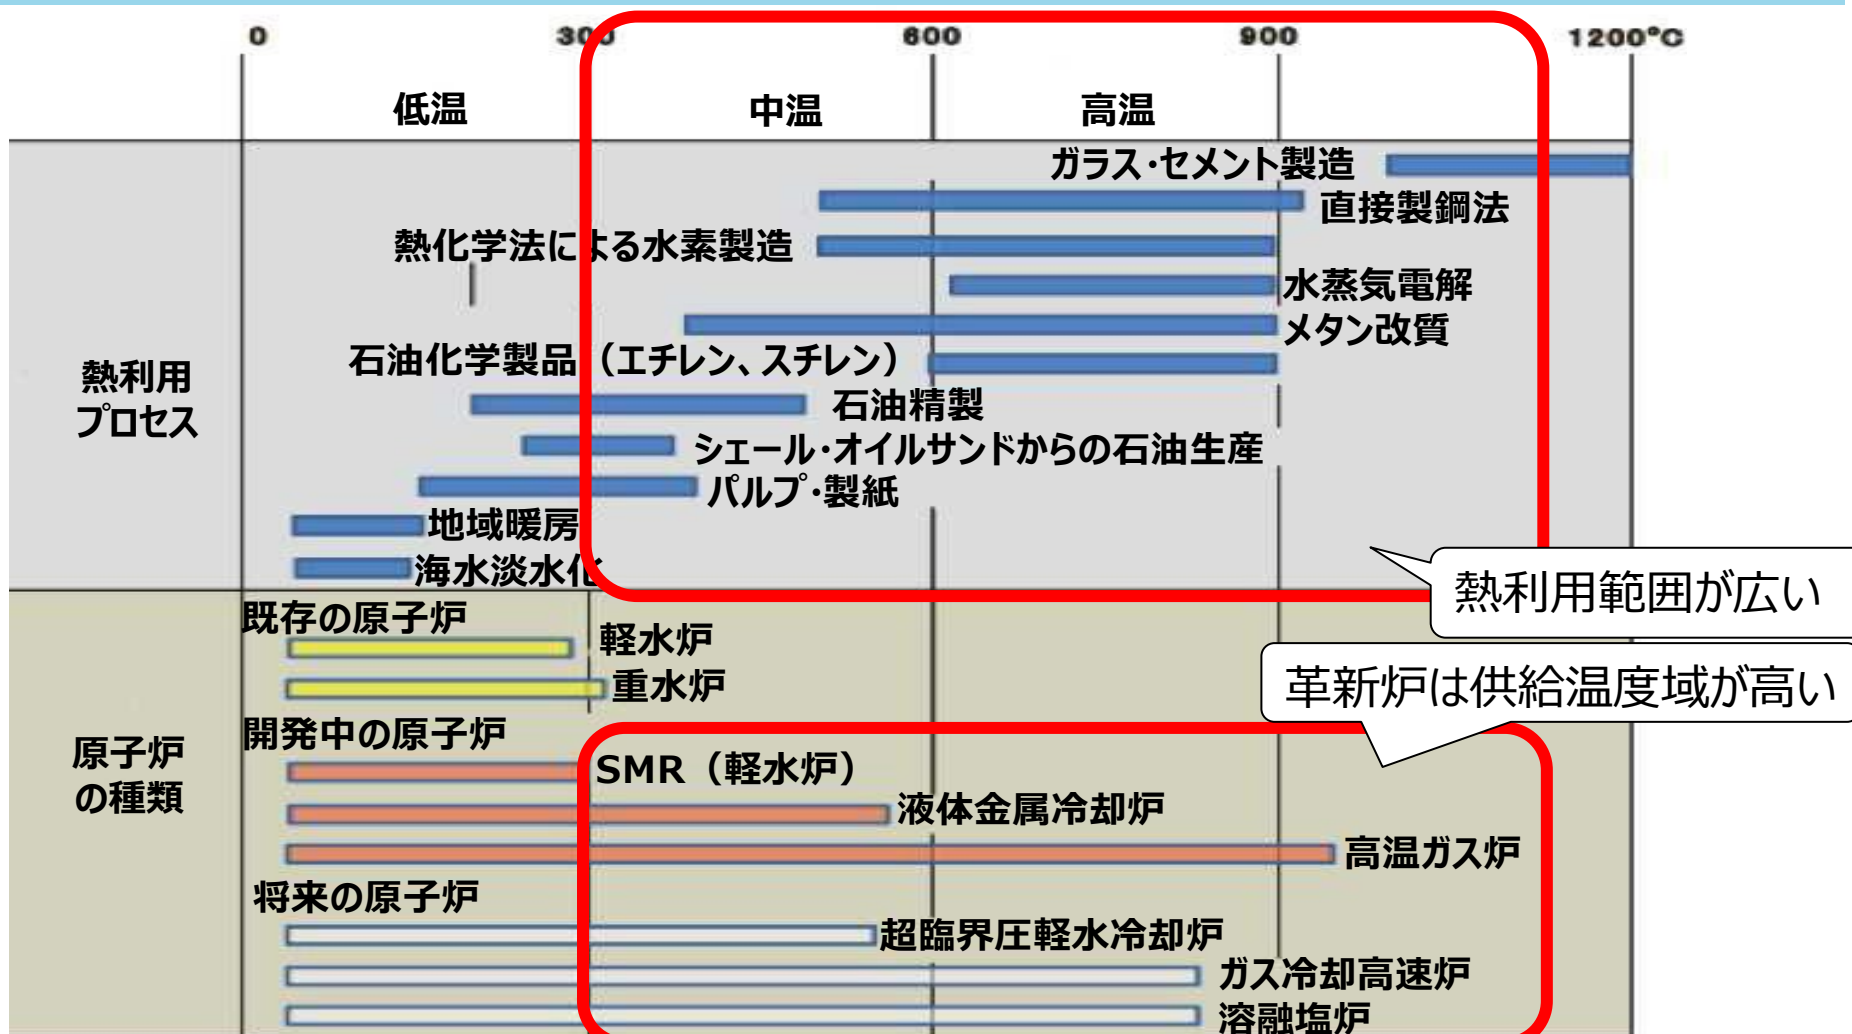 0 300 600 900 1200°C
低温 中温 高温
ガラス・セメント製造
直接製鋼法
熱化学法による水素製造
水蒸気電解
メタン改質
石油化学製品（エチレン、スチレン）
熱利用
プロセス
石油精製
シェール・オイルサンドからの石油生産
パルプ・製紙
地域暖房
海水淡水化
熱利用範囲が広い
既存の原子炉
軽水炉
重水炉
革新炉は供給温度域が高い
開発中の原子炉
原子炉
の種類
SMR（軽水炉）
液体金属冷却炉
高温ガス炉
将来の原子炉
超臨界圧軽水冷却炉
ガス冷却高速炉
溶融塩炉